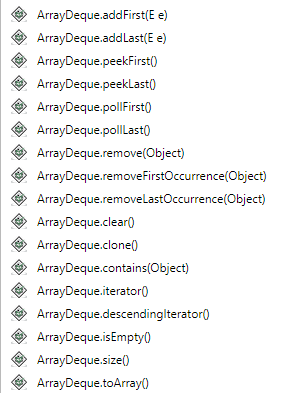 ArrayDeque.addFirst(E e)
ArrayDeque.addLast(E e)
ArrayDeque.peekFirst()
ArrayDeque.peekLast()
ArrayDeque.pollFirst()
ArrayDeque.pollLast()
ArrayDeque.remove(Object)
ArrayDeque.removeFirstOccurrence(Object)
ArrayDeque.removeLastOccurrence(Object)
ArrayDeque.clear()
ArrayDeque.clone()
ArrayDeque.contains(Object)
ArrayDeque.iterator()
ArrayDeque.descendingIterator()
ArrayDeque.isEmpty()
ArrayDeque.size()
ArrayDeque.toArray()